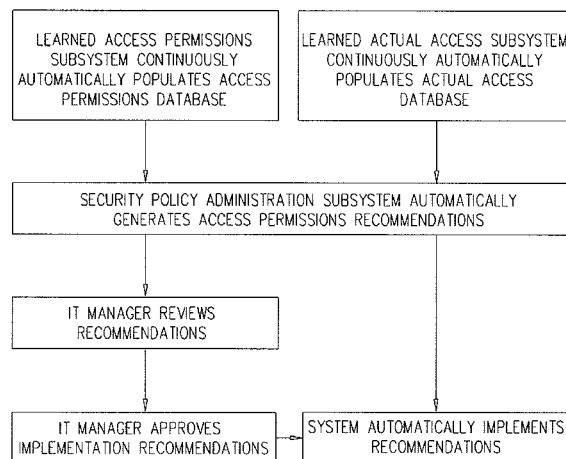 LEARNED ACCESS PERMISSIONS
SUBSYSTEM CONTINUOUSLY
AUTOMATICALLY POPULATES ACCESS
PERMISSIONS DATABASE
LEARNED ACTUAL ACCESS SUBSYSTEM
CONTINUOUSLY AUTOMATICALLY
POPULATES ACTUAL ACCESS
DATABASE
SECURITY POLICY ADMINISTRATION SUBSYSTEM AUTOMATICALLY
GENERATES ACCESS PERMISSIONS RECOMMENDATIONS
IT MANAGER REVIEWS
RECOMMENDATIONS
IT MANAGER APPROVES
IMPLEMENTATION RECOMMENDATIONS
SYSTEM AUTOMATICALLY IMPLEMENTS
RECOMMENDATIONS